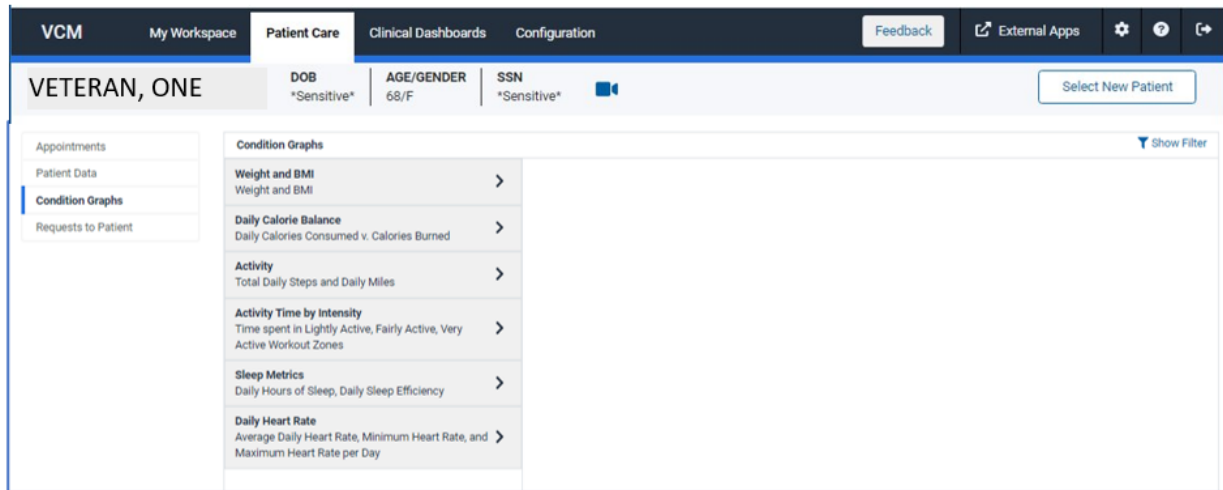 VCM My Workspace Patient Care Clinical Dashboards Configuration Feedback External Apps
VETERAN, ONE
DOB
*Sensitive*
AGE/GENDER
68/F
SSN
*Sensitive*
Select New Patient
Appointments
Patient Data
Condition Graphs
Requests to Patient
Condition Graphs
Show Filter
Weight and BMI
Weight and BMI
Daily Calorie Balance
Daily Calories Consumed v. Calories Burned
Activity
Total Daily Steps and Daily Miles
Activity Time by Intensity
Time spent in Lightly Active, Fairly Active, Very
Active Workout Zones
Sleep Metrics
Daily Hours of Sleep, Daily Sleep Efficiency
Daily Heart Rate
Average Daily Heart Rate, Minimum Heart Rate, and
Maximum Heart Rate per Day